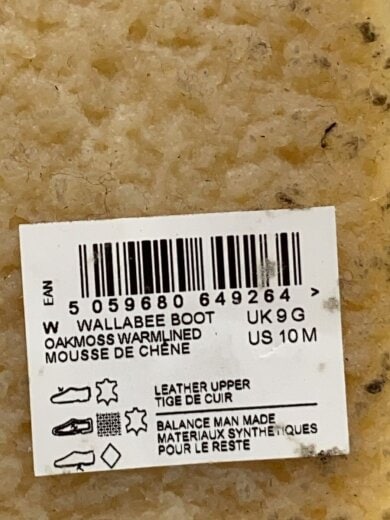 EAN
5 059680 649264 >
W WALLABEE BOOT UK 9 G
OAKMOSS WARMLINED US 10 M
MOUSSE DE CHÊNE
LEATHER UPPER
TIGE DE CUIR
BALANCE MAN MADE
MATERIAUX SYNTHETIQUES
POUR LE RESTE